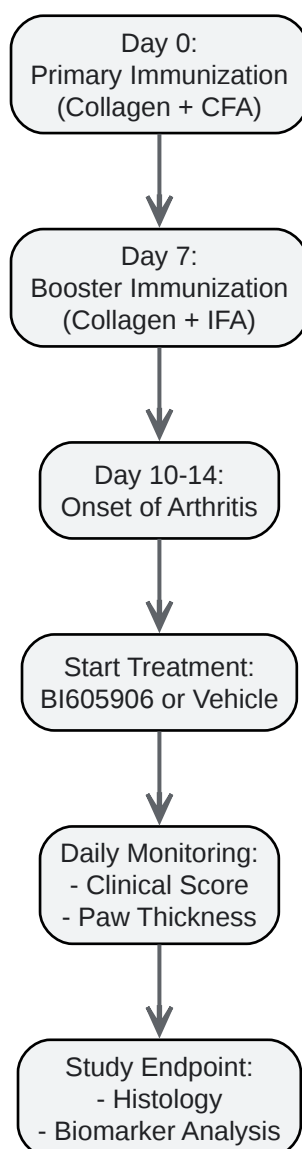 Day 0:
Primary Immunization
(Collagen + CFA)
Day 7:
Booster Immunization
(Collagen + IFA)
Day 10-14:
Onset of Arthritis
Start Treatment:
BI605906 or Vehicle
Daily Monitoring:
- Clinical Score
- Paw Thickness
Study Endpoint:
- Histology
- Biomarker Analysis